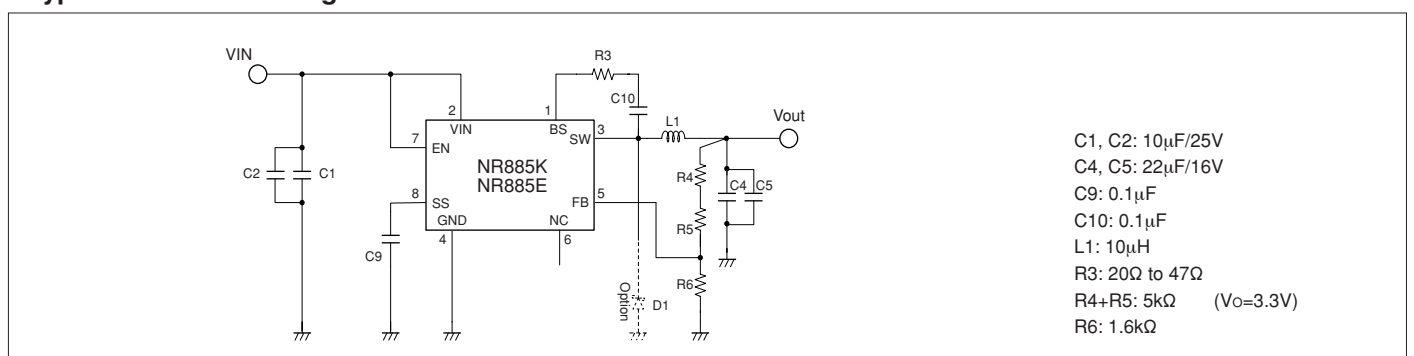 VIN
R3
C10
L1
Vout
2
1
VIN
BS
3
SW
7
EN
NR885K
NR885E
C2
C1
8
SS
FB
5
GND
NC
4
6
C9
R4
R5
R6
C4
C5
Option
D1
C1, C2: 10μF/25V
C4, C5: 22μF/16V
C9: 0.1μF
C10: 0.1μF
L1: 10μH
R3: 20Ω to 47Ω
R4+R5: 5kΩ (VO=3.3V)
R6: 1.6kΩ